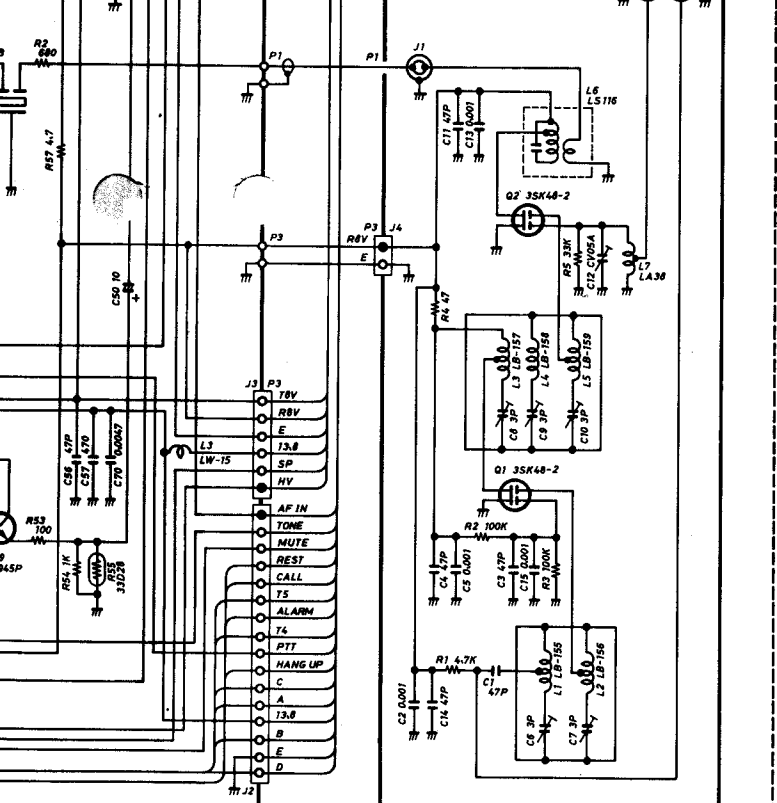 R2
680
P1
P1
J1
L6
LS116
C11 47P
C13 0.001
R57 4.7
Q2 3SK48-2
P3
R8V
P3
J4
E
R5 33K
C12 CV05A
L7
LA38
C50 10
+
R4 47
L3 LB-157
L4 LB-158
L5 LB-159
C8 3P
C9 3P
C10 3P
J3
P3
T8V
R8V
E
13.8
SP
HV
L3
LW-15
C56 47P
C57 470
C70 0.0047
AF IN
TONE
MUTE
REST
CALL
T5
ALARM
T4
PTT
HANG UP
C
A
13.8
B
E
D
J2
Q1 3SK48-2
R53
100
R54 1K
R55
33D28
945P
R2 100K
C4 47P
C5 0.001
C3 47P
C15 0.001
R3 100K
R1 4.7K
C1
47P
C2 0.001
C14 47P
L1 LB-155
L2 LB-156
C6 3P
C7 3P